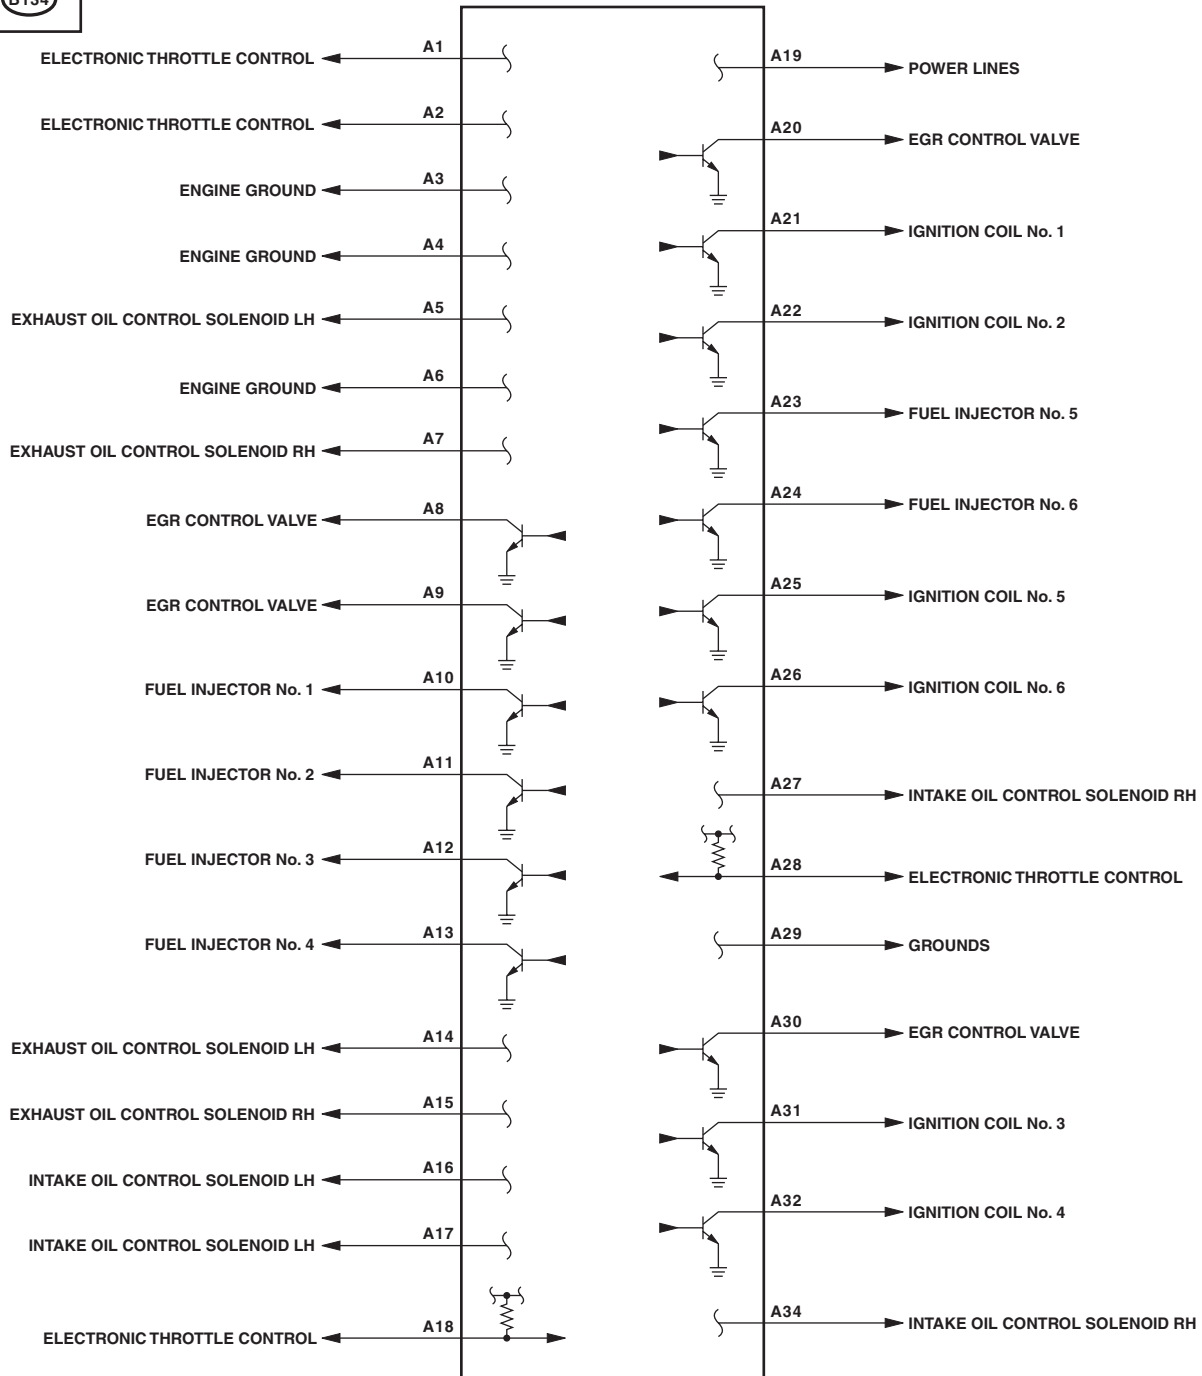 B134
A1
ELECTRONIC THROTTLE CONTROL
A2
ELECTRONIC THROTTLE CONTROL
A3
ENGINE GROUND
A4
ENGINE GROUND
A5
EXHAUST OIL CONTROL SOLENOID LH
A6
ENGINE GROUND
A7
EXHAUST OIL CONTROL SOLENOID RH
A8
EGR CONTROL VALVE
A9
EGR CONTROL VALVE
A10
FUEL INJECTOR No. 1
A11
FUEL INJECTOR No. 2
A12
FUEL INJECTOR No. 3
A13
FUEL INJECTOR No. 4
A14
EXHAUST OIL CONTROL SOLENOID LH
A15
EXHAUST OIL CONTROL SOLENOID RH
A16
INTAKE OIL CONTROL SOLENOID LH
A17
INTAKE OIL CONTROL SOLENOID LH
A18
ELECTRONIC THROTTLE CONTROL
A19
POWER LINES
A20
EGR CONTROL VALVE
A21
IGNITION COIL No. 1
A22
IGNITION COIL No. 2
A23
FUEL INJECTOR No. 5
A24
FUEL INJECTOR No. 6
A25
IGNITION COIL No. 5
A26
IGNITION COIL No. 6
A27
INTAKE OIL CONTROL SOLENOID RH
A28
ELECTRONIC THROTTLE CONTROL
A29
GROUNDS
A30
EGR CONTROL VALVE
A31
IGNITION COIL No. 3
A32
IGNITION COIL No. 4
A34
INTAKE OIL CONTROL SOLENOID RH